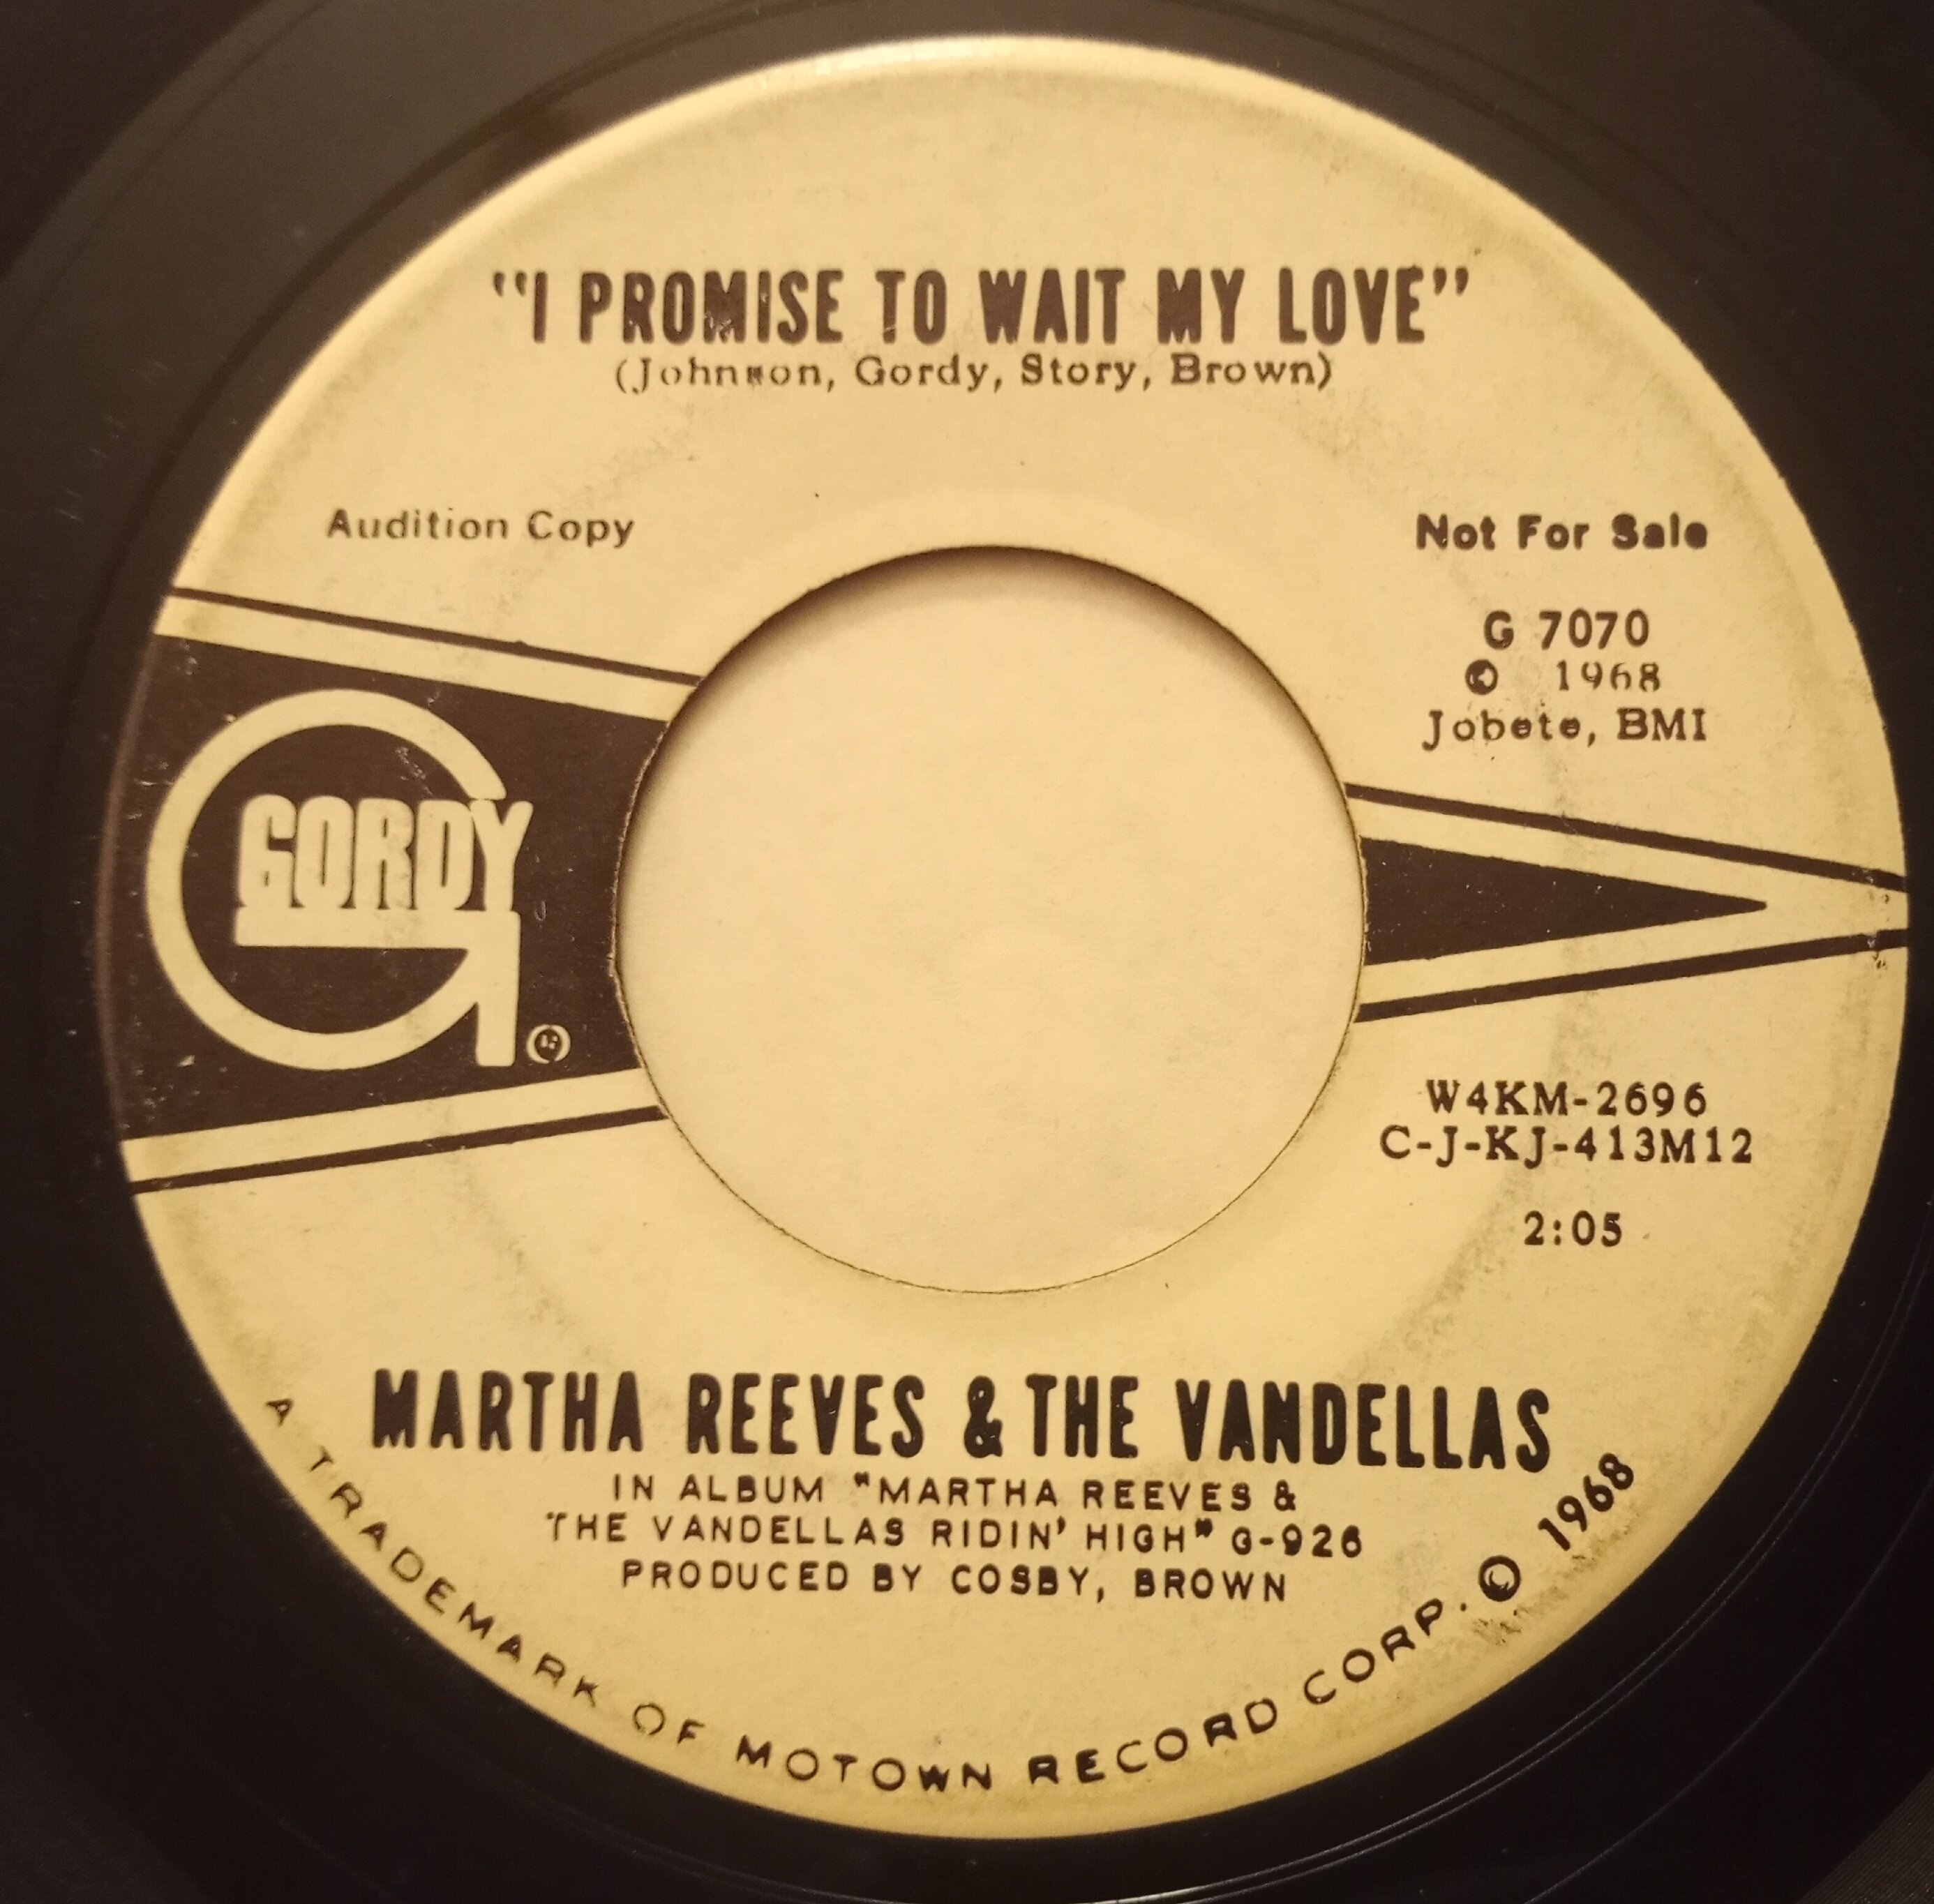 "I PROMISE TO WAIT MY LOVE"
(Johnson, Gordy, Story, Brown)
Audition Copy
Not For Sale
G 7070
© 1968
Jobete, BMI
GORDY
®
W4KM-2696
C-J-KJ-413M12
2:05
MARTHA REEVES & THE VANDELLAS
IN ALBUM "MARTHA REEVES &
THE VANDELLAS RIDIN' HIGH" G-926
PRODUCED BY COSBY, BROWN
A TRADEMARK OF MOTOWN RECORD CORP. © 1968